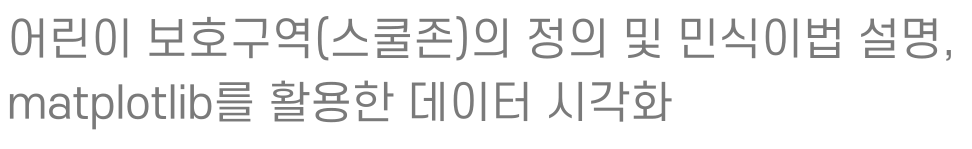 어린이 보호구역(스쿨존)의 정의 및 민식이법 설명,
matplotlib를 활용한 데이터 시각화